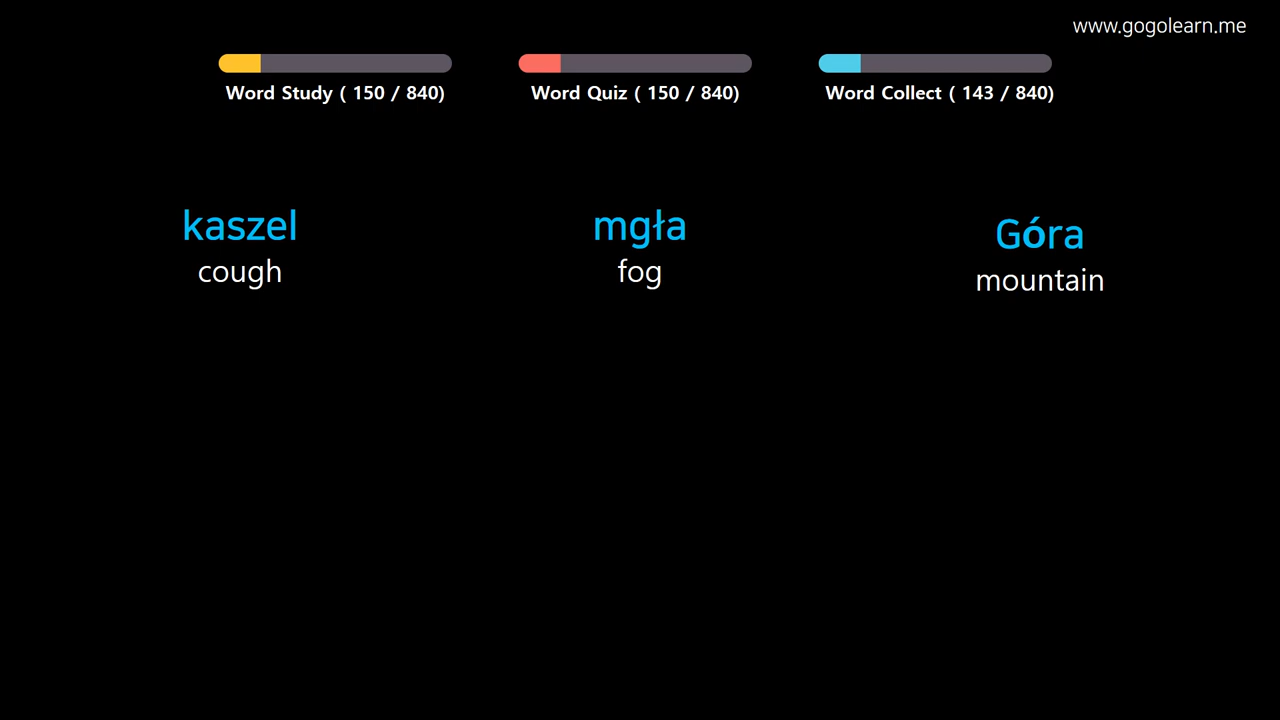 www.gogolearn.me
Word Study ( 150 / 840)
Word Quiz ( 150 / 840)
Word Collect ( 143 / 840)
kaszel
cough
mgła
fog
Góra
mountain